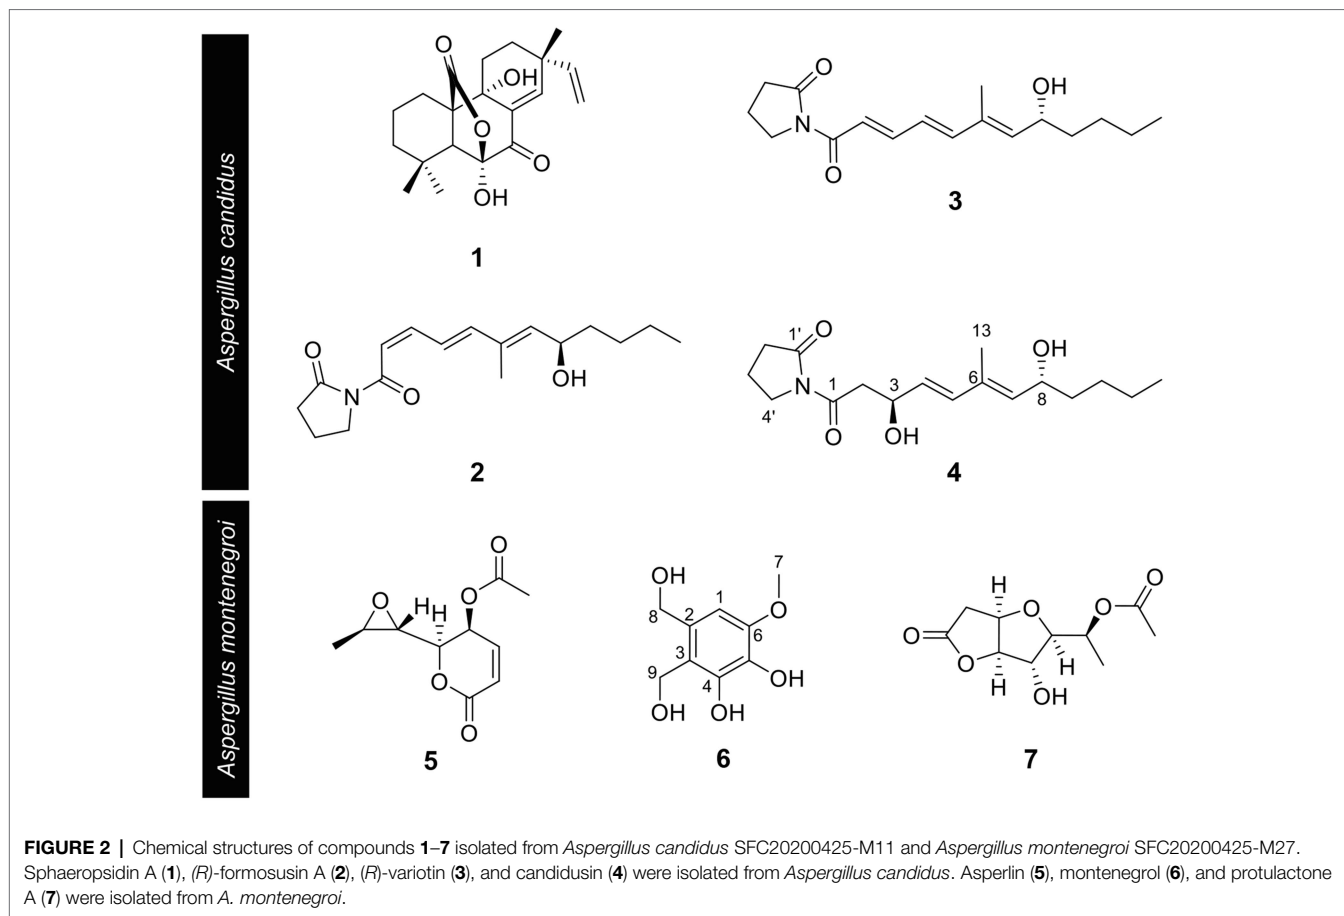 Aspergillus candidus
O
OH
O
O
OH
1
O
N
O
OH
3
O
N
O
OH
2
1'
O
N
4'
1
O
3
OH
6
13
OH
8
4
Aspergillus montenegroi
O
O
O
H
H
O
O
5
OH
8
1
2
3
9
OH
4
OH
OH
6
O
7
6
O
O
H
H
O
OH
H
O
O
7
FIGURE 2 | Chemical structures of compounds 1–7 isolated from Aspergillus candidus SFC20200425-M11 and Aspergillus montenegroi SFC20200425-M27.
Sphaeropsidin A (1), (R)-formosusin A (2), (R)-variotin (3), and candidusin (4) were isolated from Aspergillus candidus. Asperlin (5), montenegrol (6), and protulactone
A (7) were isolated from A. montenegroi.